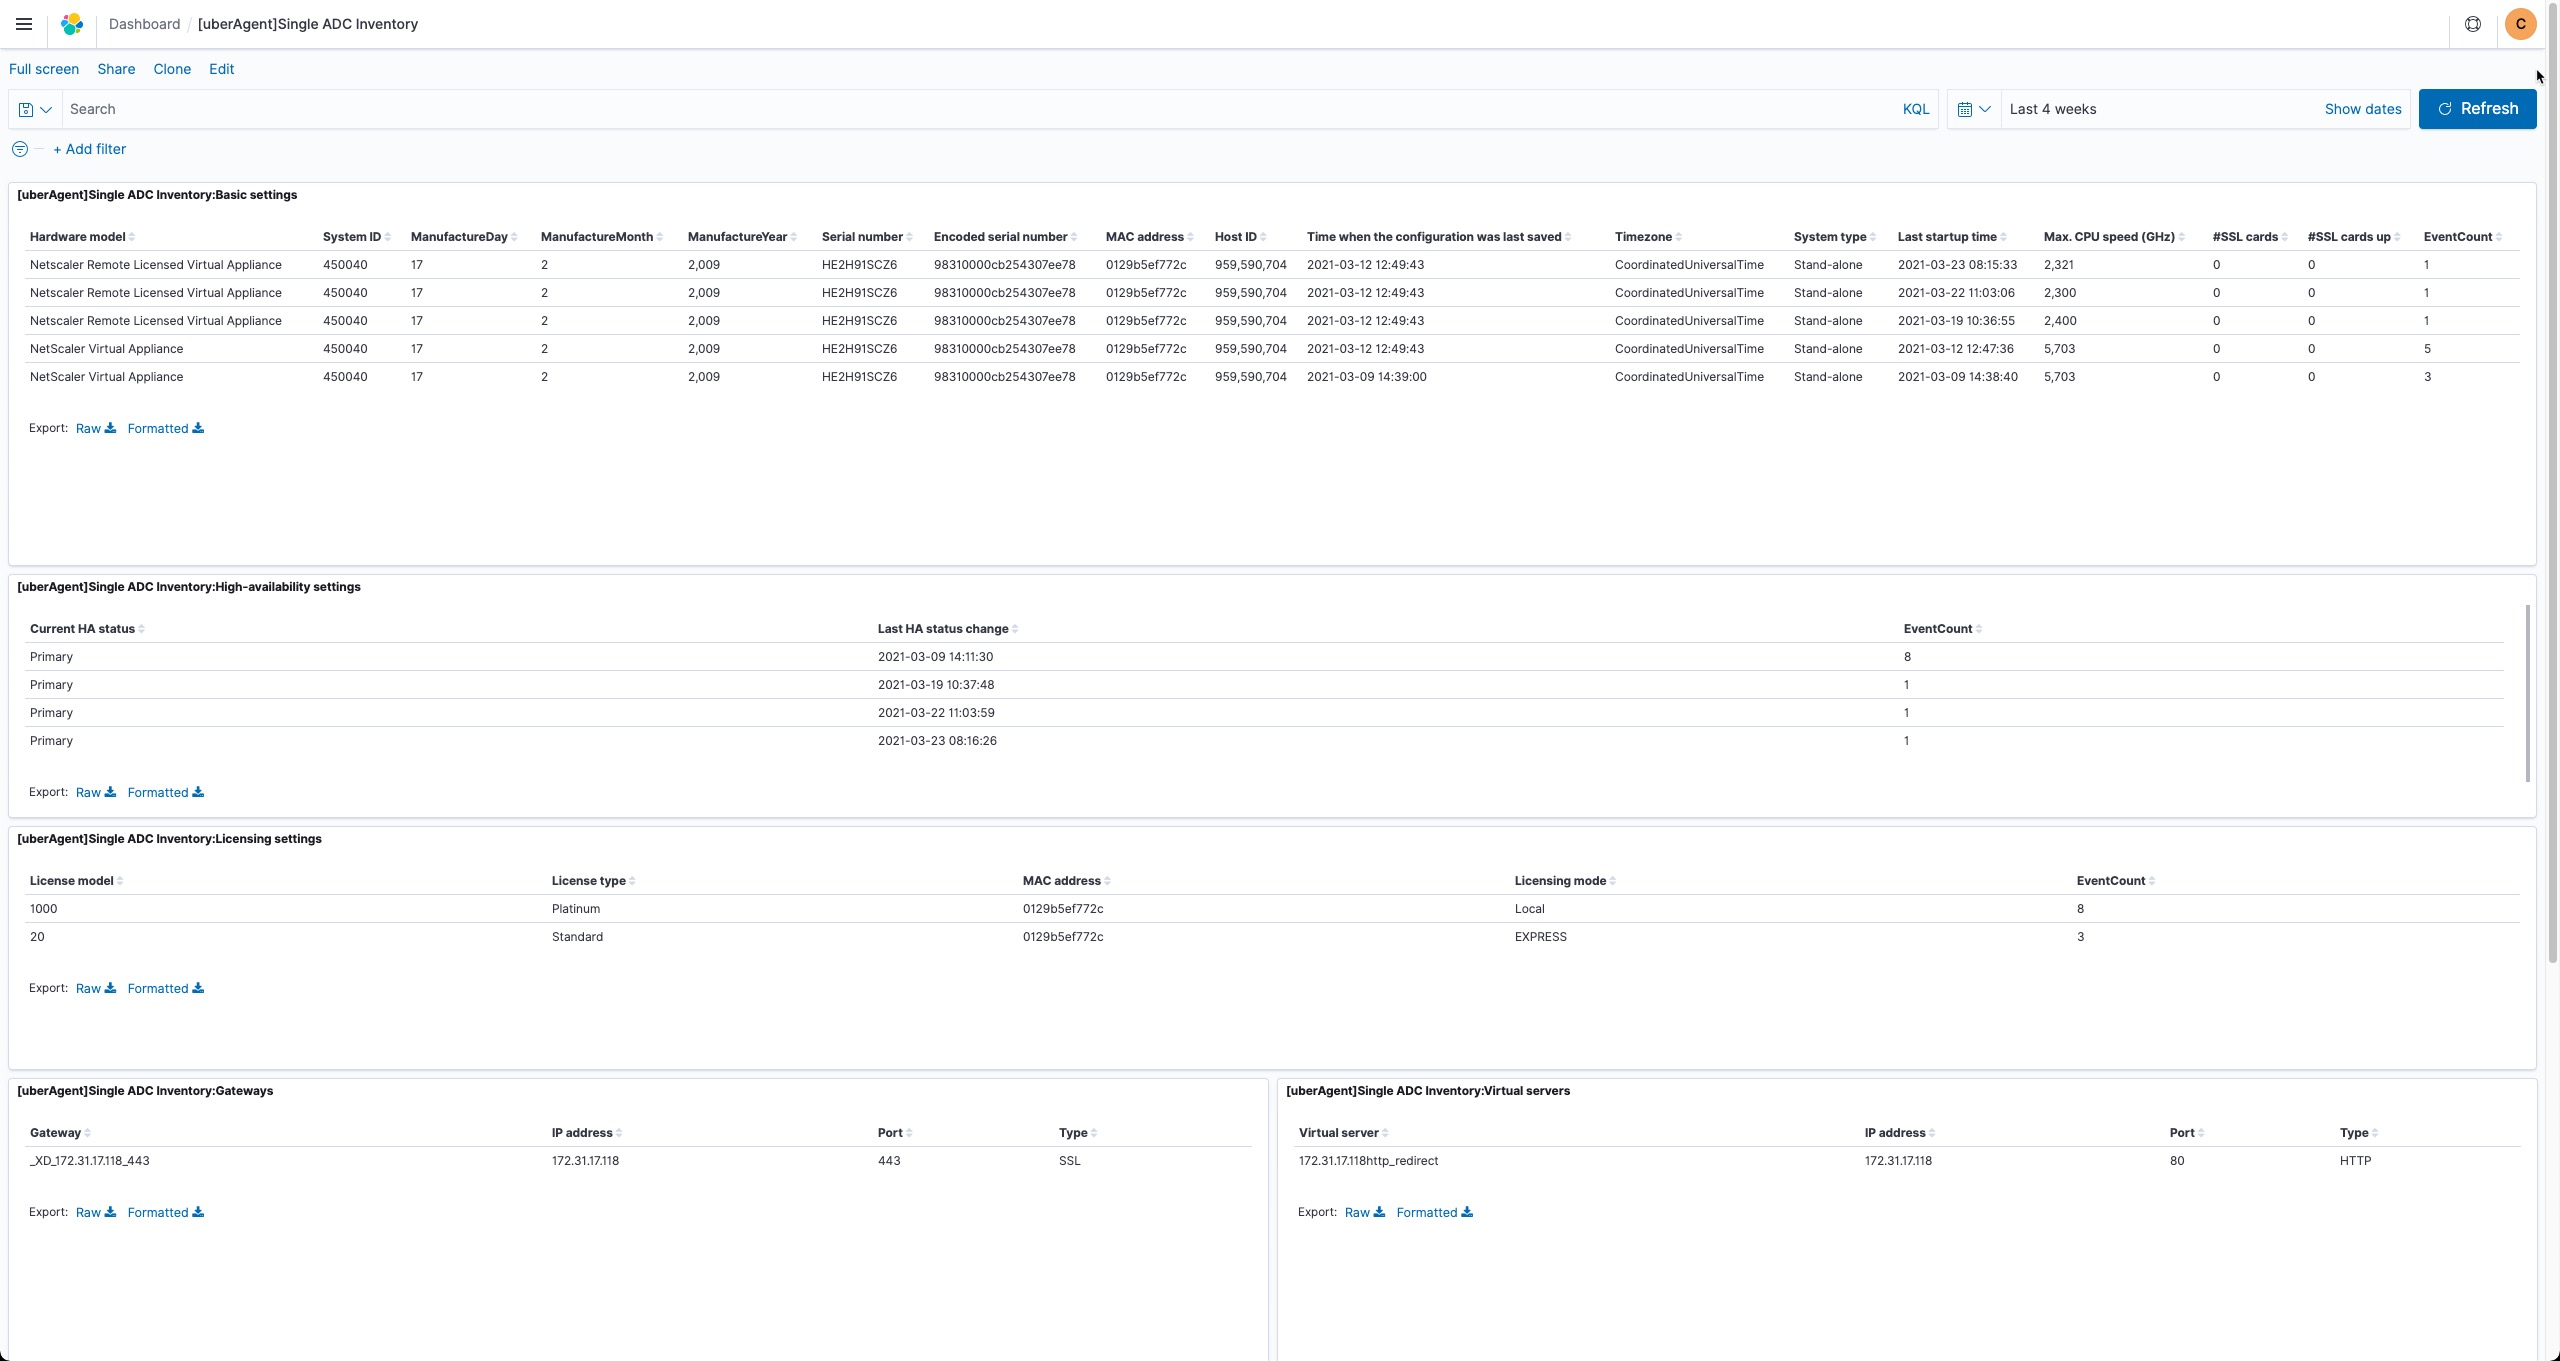 Dashboard / [uberAgent]Single ADC Inventory C
Full screen Share Clone Edit
Search KQL Last 4 weeks Show dates Refresh
+ Add filter
[uberAgent]Single ADC Inventory:Basic settings
Hardware model System ID ManufactureDay ManufactureMonth ManufactureYear Serial number Encoded serial number MAC address Host ID Time when the configuration was last saved Timezone System type Last startup time Max. CPU speed (GHz) #SSL cards #SSL cards up EventCount
Netscaler Remote Licensed Virtual Appliance 450040 17 2 2,009 HE2H91SCZ6 98310000cb254307ee78 0129b5ef772c 959,590,704 2021-03-12 12:49:43 CoordinatedUniversalTime Stand-alone 2021-03-23 08:15:33 2,321 0 0 1
Netscaler Remote Licensed Virtual Appliance 450040 17 2 2,009 HE2H91SCZ6 98310000cb254307ee78 0129b5ef772c 959,590,704 2021-03-12 12:49:43 CoordinatedUniversalTime Stand-alone 2021-03-22 11:03:06 2,300 0 0 1
Netscaler Remote Licensed Virtual Appliance 450040 17 2 2,009 HE2H91SCZ6 98310000cb254307ee78 0129b5ef772c 959,590,704 2021-03-12 12:49:43 CoordinatedUniversalTime Stand-alone 2021-03-19 10:36:55 2,400 0 0 1
NetScaler Virtual Appliance 450040 17 2 2,009 HE2H91SCZ6 98310000cb254307ee78 0129b5ef772c 959,590,704 2021-03-12 12:49:43 CoordinatedUniversalTime Stand-alone 2021-03-12 12:47:36 5,703 0 0 5
NetScaler Virtual Appliance 450040 17 2 2,009 HE2H91SCZ6 98310000cb254307ee78 0129b5ef772c 959,590,704 2021-03-09 14:39:00 CoordinatedUniversalTime Stand-alone 2021-03-09 14:38:40 5,703 0 0 3
Export: Raw Formatted
[uberAgent]Single ADC Inventory:High-availability settings
Current HA status Last HA status change EventCount
Primary 2021-03-09 14:11:30 8
Primary 2021-03-19 10:37:48 1
Primary 2021-03-22 11:03:59 1
Primary 2021-03-23 08:16:26 1
Export: Raw Formatted
[uberAgent]Single ADC Inventory:Licensing settings
License model License type MAC address Licensing mode EventCount
1000 Platinum 0129b5ef772c Local 8
20 Standard 0129b5ef772c EXPRESS 3
Export: Raw Formatted
[uberAgent]Single ADC Inventory:Gateways
Gateway IP address Port Type
_XD_172.31.17.118_443 172.31.17.118 443 SSL
Export: Raw Formatted
[uberAgent]Single ADC Inventory:Virtual servers
Virtual server IP address Port Type
172.31.17.118http_redirect 172.31.17.118 80 HTTP
Export: Raw Formatted